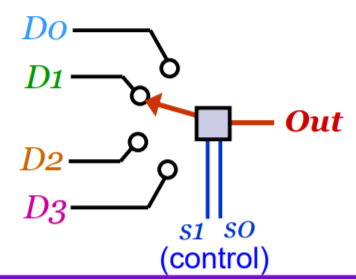 D0
D1
Out
D2
D3
s1 s0
(control)